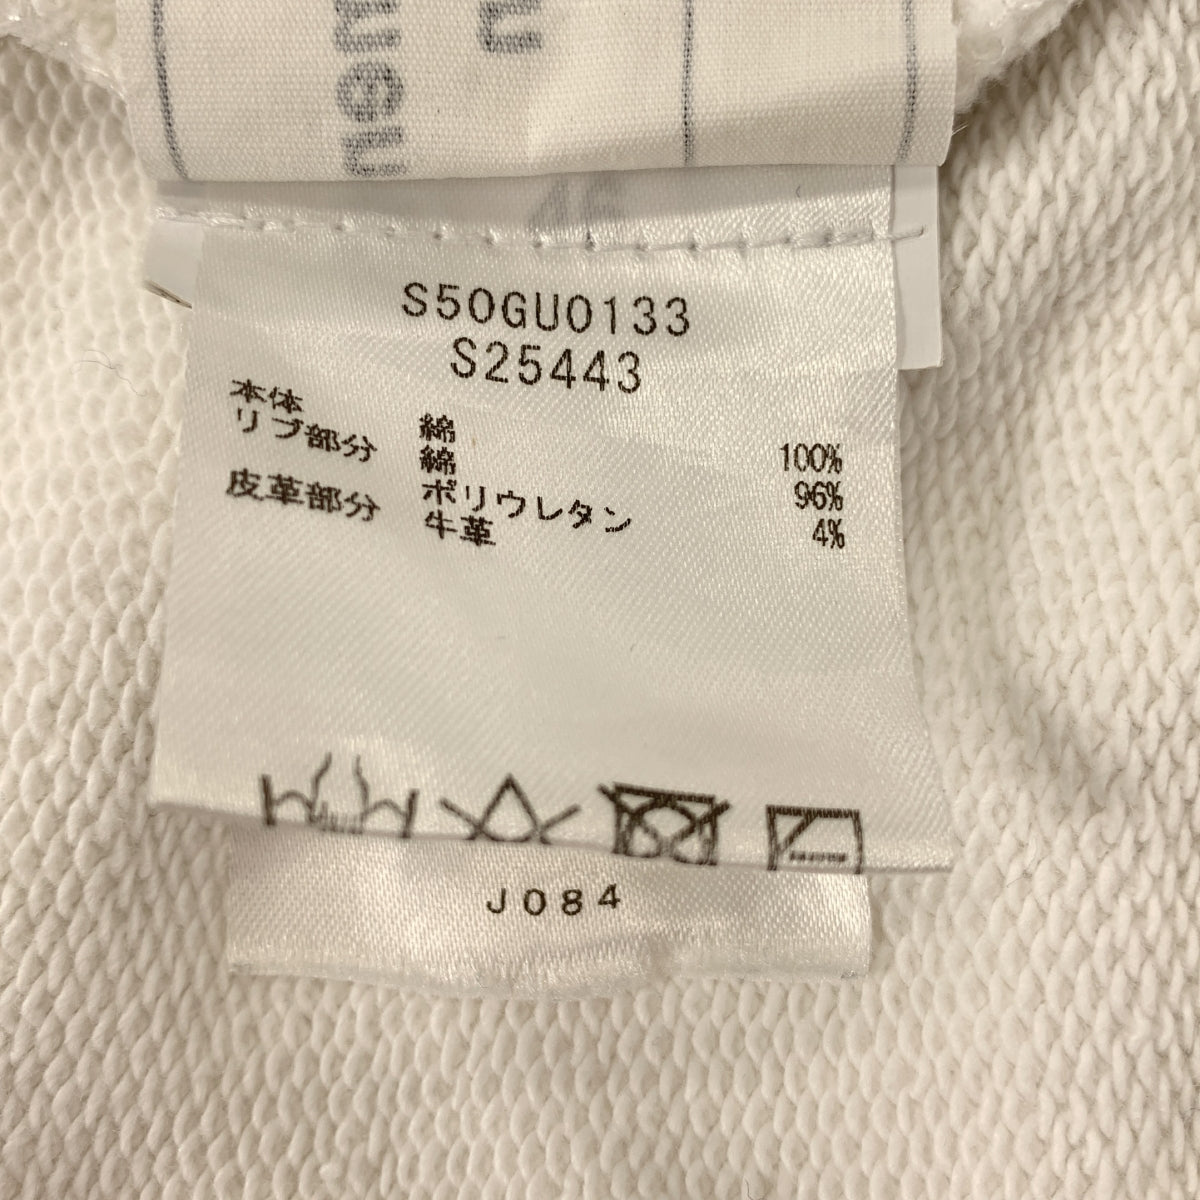 46
S50GU0133
S25443
本体 綿 100%
リブ部分 綿 96%
ポリウレタン 4%
皮革部分 牛革
J084